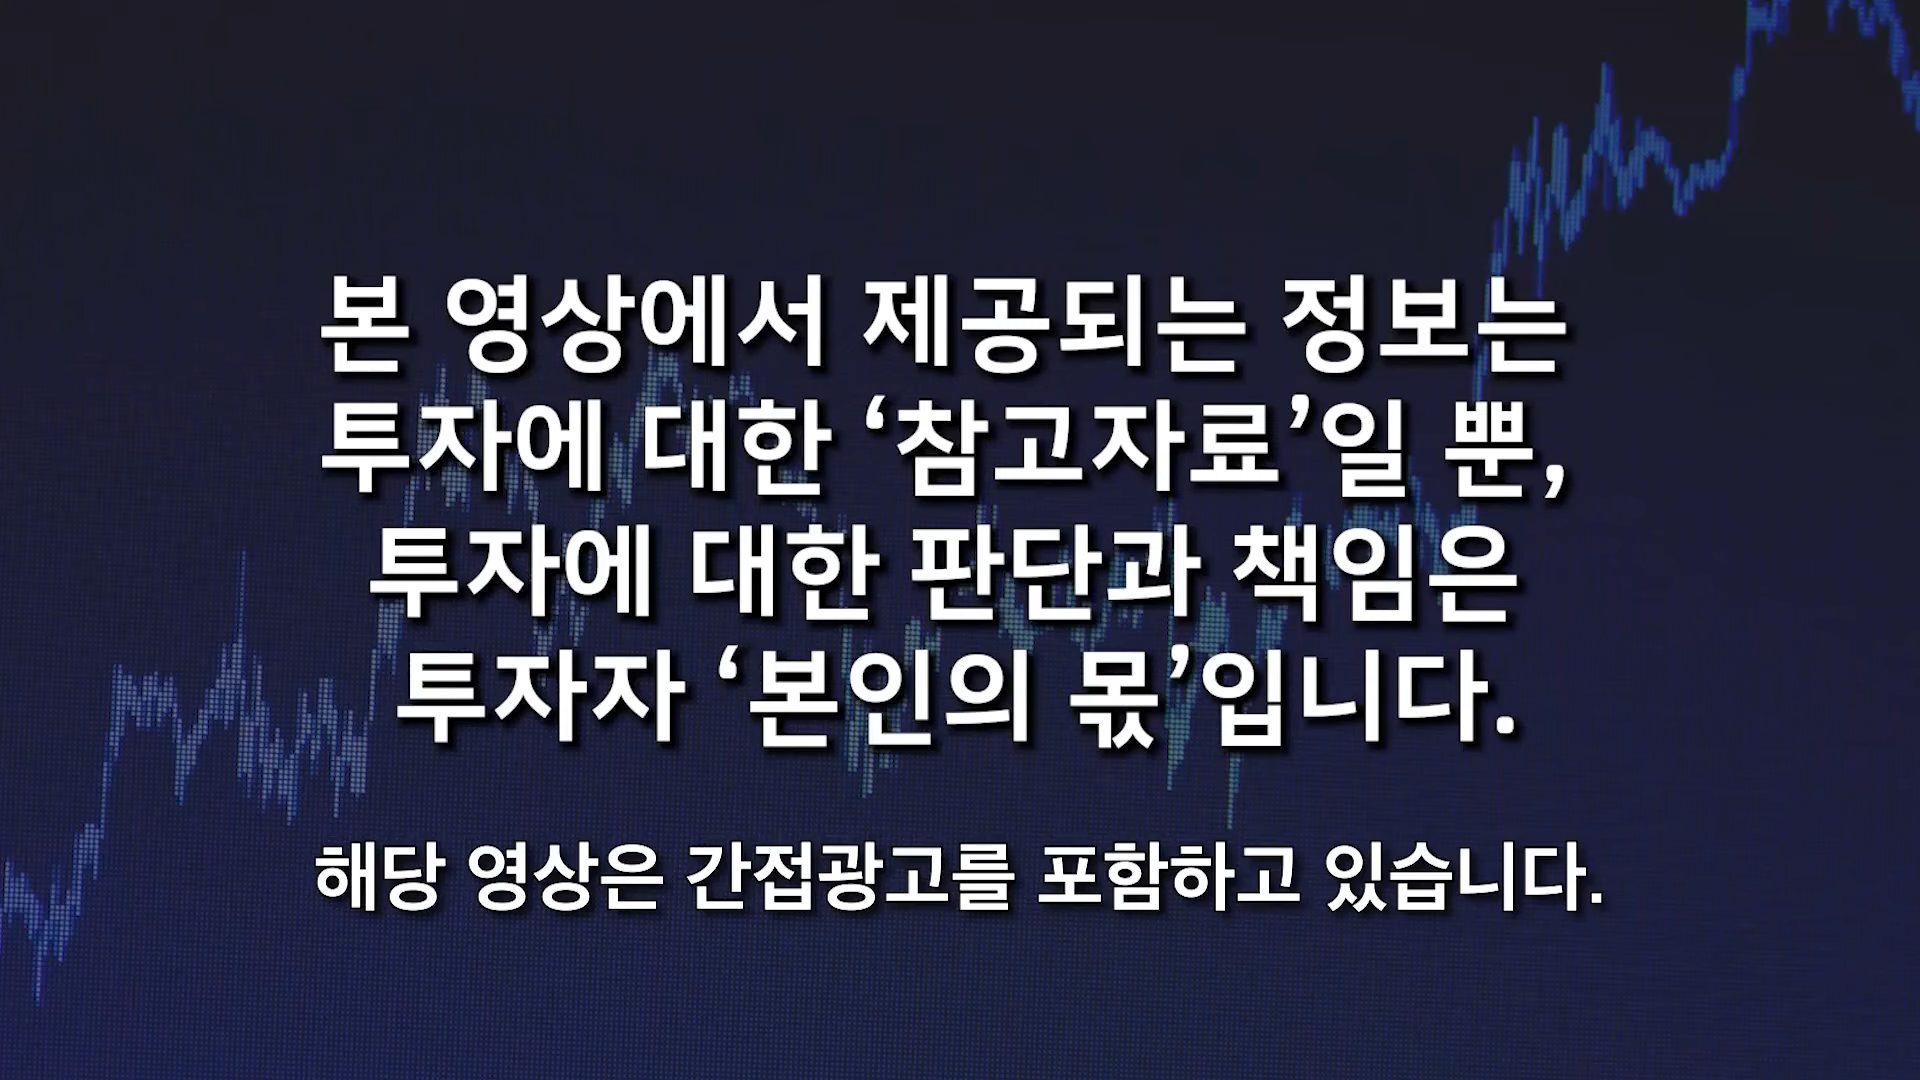 본 영상에서 제공되는 정보는
투자에 대한 ‘참고자료’일 뿐,
투자에 대한 판단과 책임은
투자자 ‘본인의 몫’입니다.
해당 영상은 간접광고를 포함하고 있습니다.